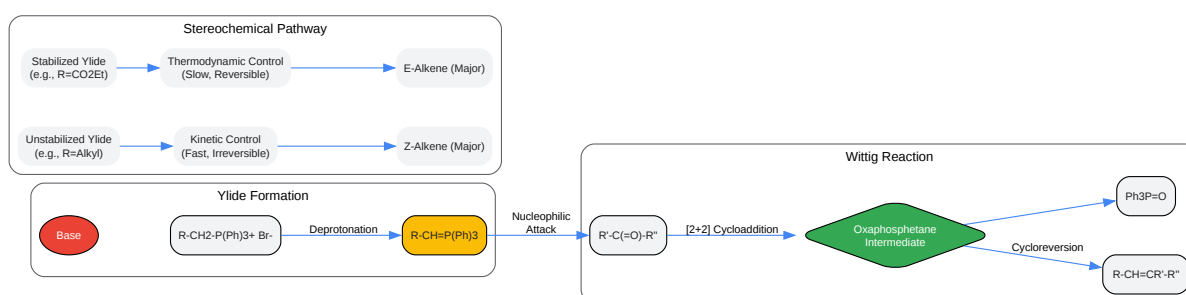 Stereochemical Pathway
Stabilized Ylide
(e.g., R=CO2Et)
Thermodynamic Control
(Slow, Reversible)
E-Alkene (Major)
Unstabilized Ylide
(e.g., R=Alkyl)
Kinetic Control
(Fast, Irreversible)
Z-Alkene (Major)
Ylide Formation
Base
R-CH2-P(Ph)3+ Br-
Deprotonation
R-CH=P(Ph)3
Nucleophilic
Attack
Wittig Reaction
R'-C(=O)-R"
[2+2] Cycloaddition
Oxaphosphetane
Intermediate
Ph3P=O
Cycloreversion
R-CH=CR'-R"